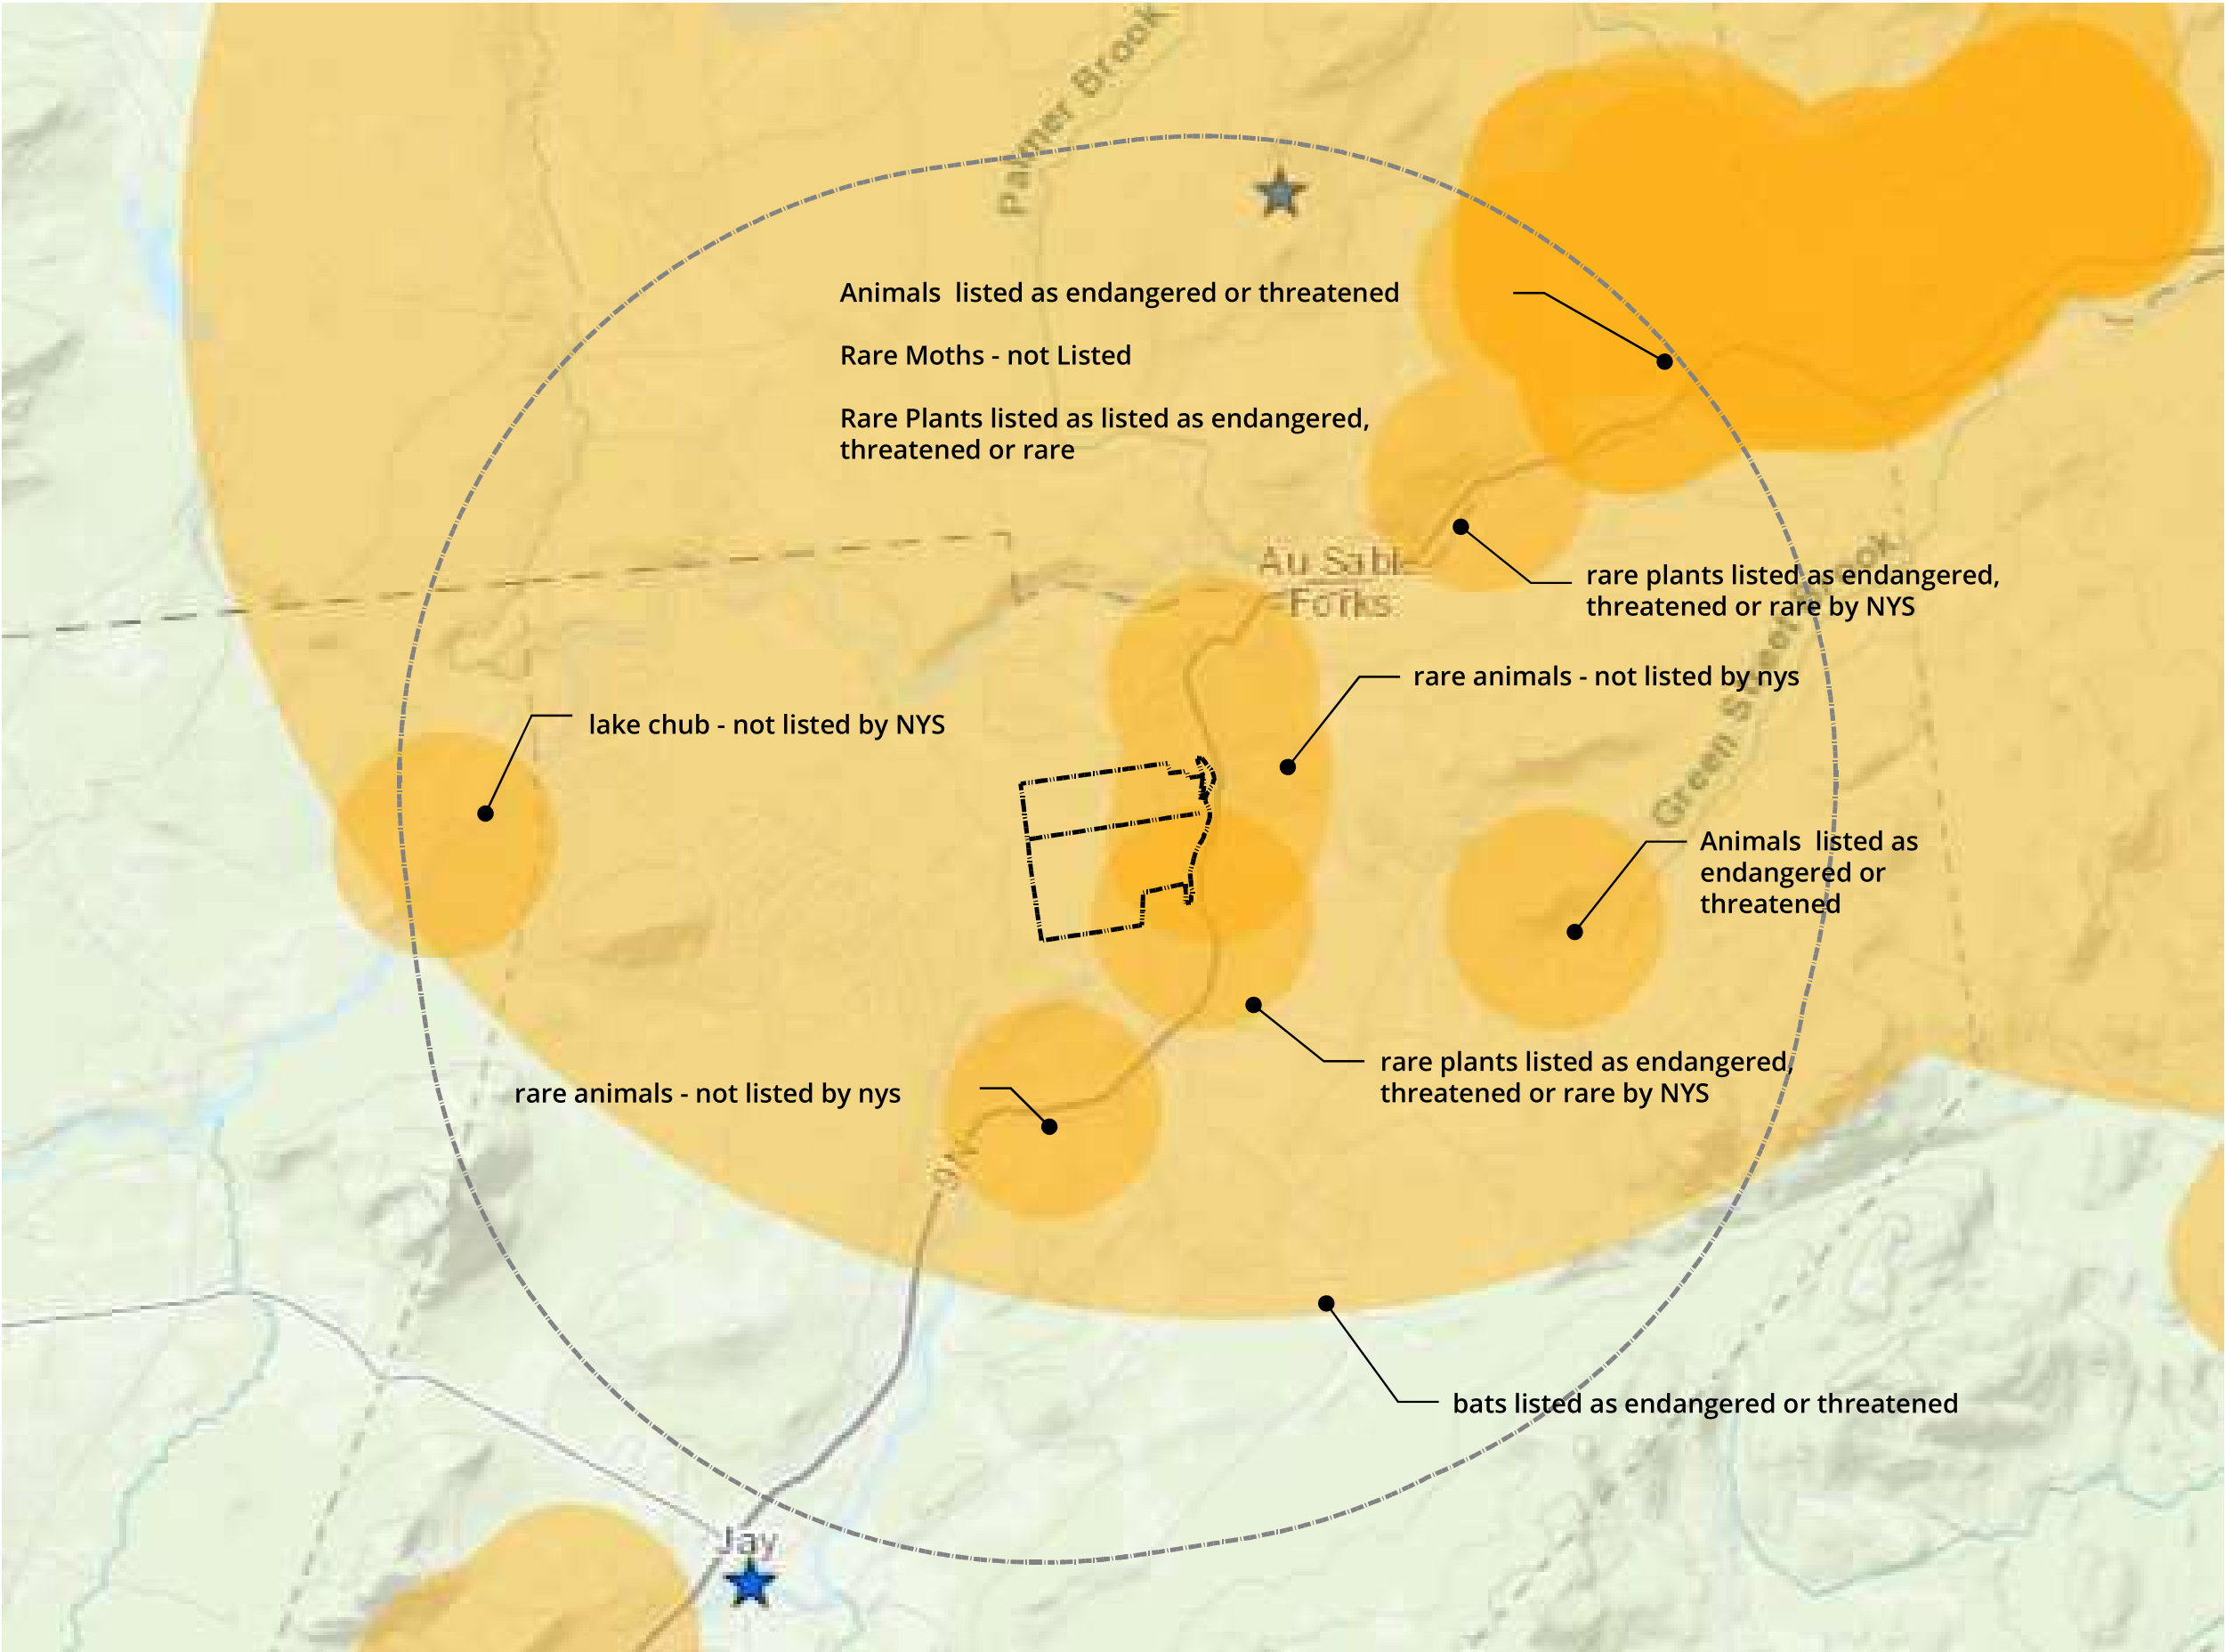 Palmer Brook
Animals  listed as endangered or threatened
Rare Moths - not Listed
Rare Plants listed as listed as endangered,
threatened or rare
Au Sabl
Forks
rare plants listed as endangered,
threatened or rare by NYS
rare animals - not listed by nys
lake chub - not listed by NYS
Green Street Brook
Animals  listed as
endangered or
threatened
rare plants listed as endangered,
threatened or rare by NYS
rare animals - not listed by nys
9N
bats listed as endangered or threatened
Jay